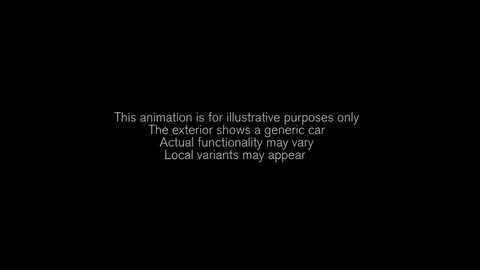 This animation is for illustrative purposes only
The exterior shows a generic car
Actual functionality may vary
Local variants may appear